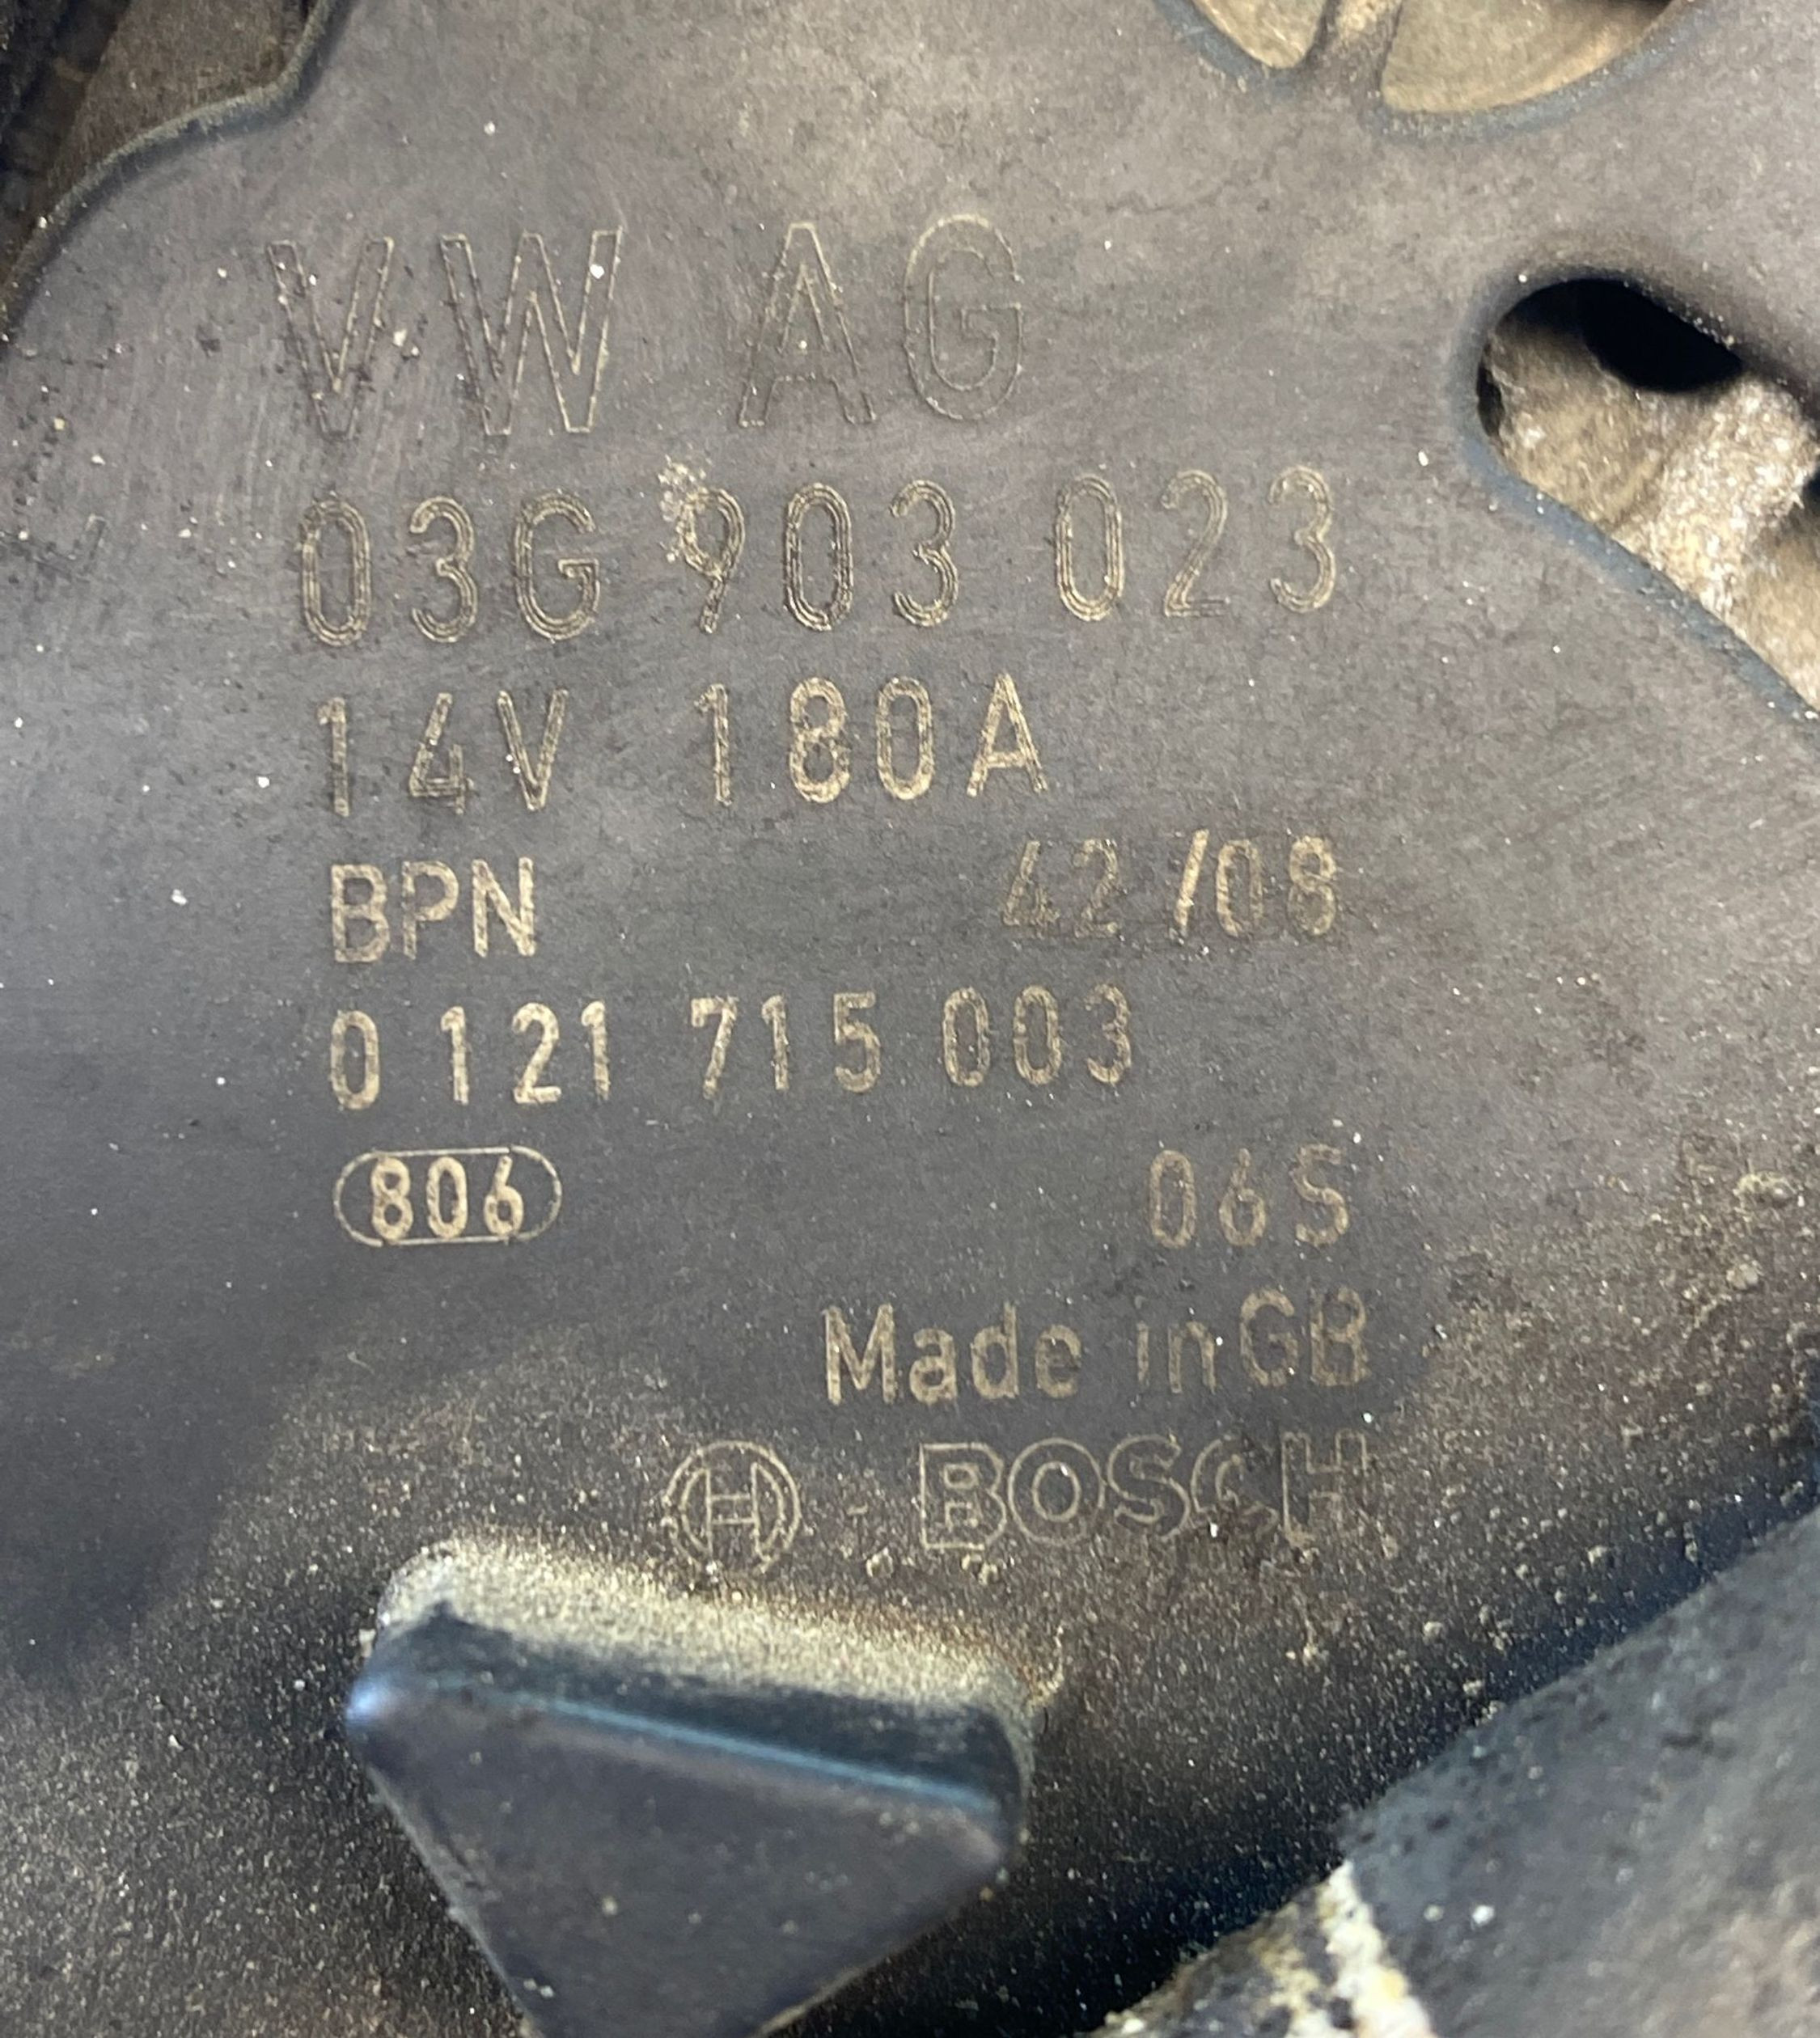 VW AG
03G 903 023
14V 180A
BPN 42/08
0 121 715 003
806 06S
Made in GB
BOSCH